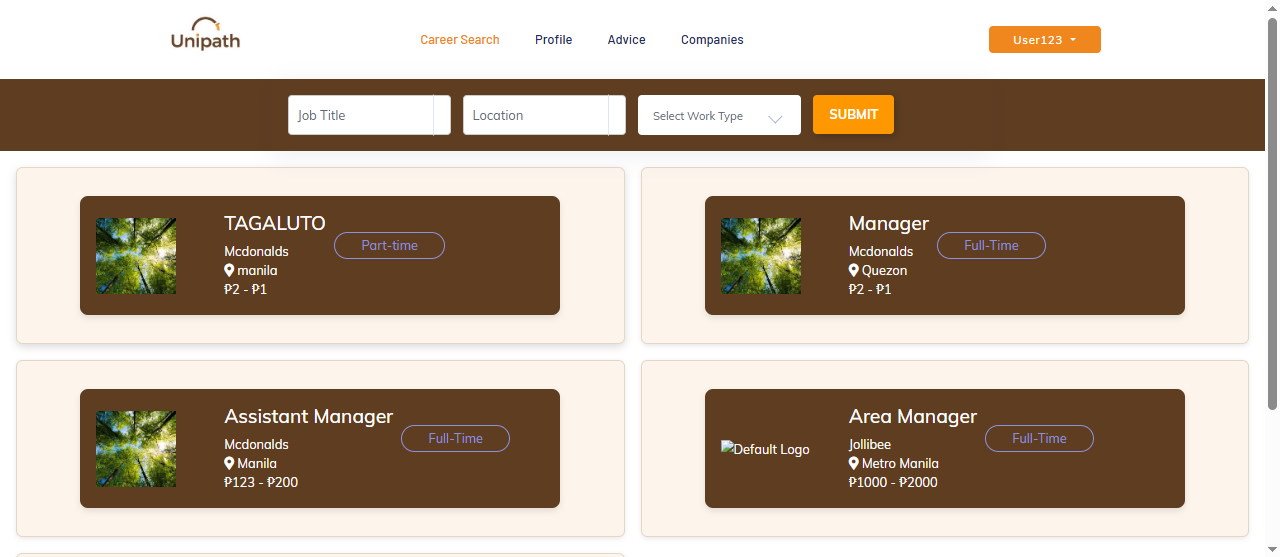 Unipath
Career Search
Profile
Advice
Companies
User123
Job Title
Location
Select Work Type
SUBMIT
TAGALUTO
Part-time
Mcdonalds
manila
₱2 - ₱1
Manager
Full-Time
Mcdonalds
Quezon
₱2 - ₱1
Assistant Manager
Full-Time
Mcdonalds
Manila
₱123 - ₱200
Default Logo
Area Manager
Full-Time
Jollibee
Metro Manila
₱1000 - ₱2000